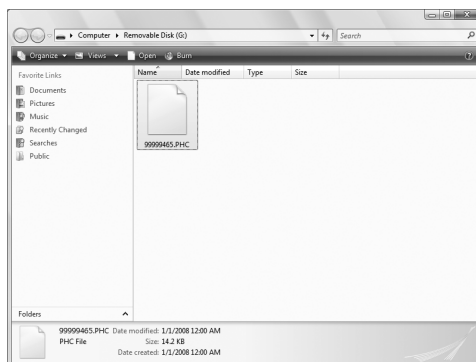 Computer Removable Disk (G:) Search
Organize Views Open Burn
Favorite Links
Documents
Pictures
Music
Recently Changed
Searches
Public
Folders
Name Date modified Type Size
99999465.PHC
99999465.PHC Date modified: 1/1/2008 12:00 AM
PHC File Size: 14.2 KB
Date created: 1/1/2008 12:00 AM